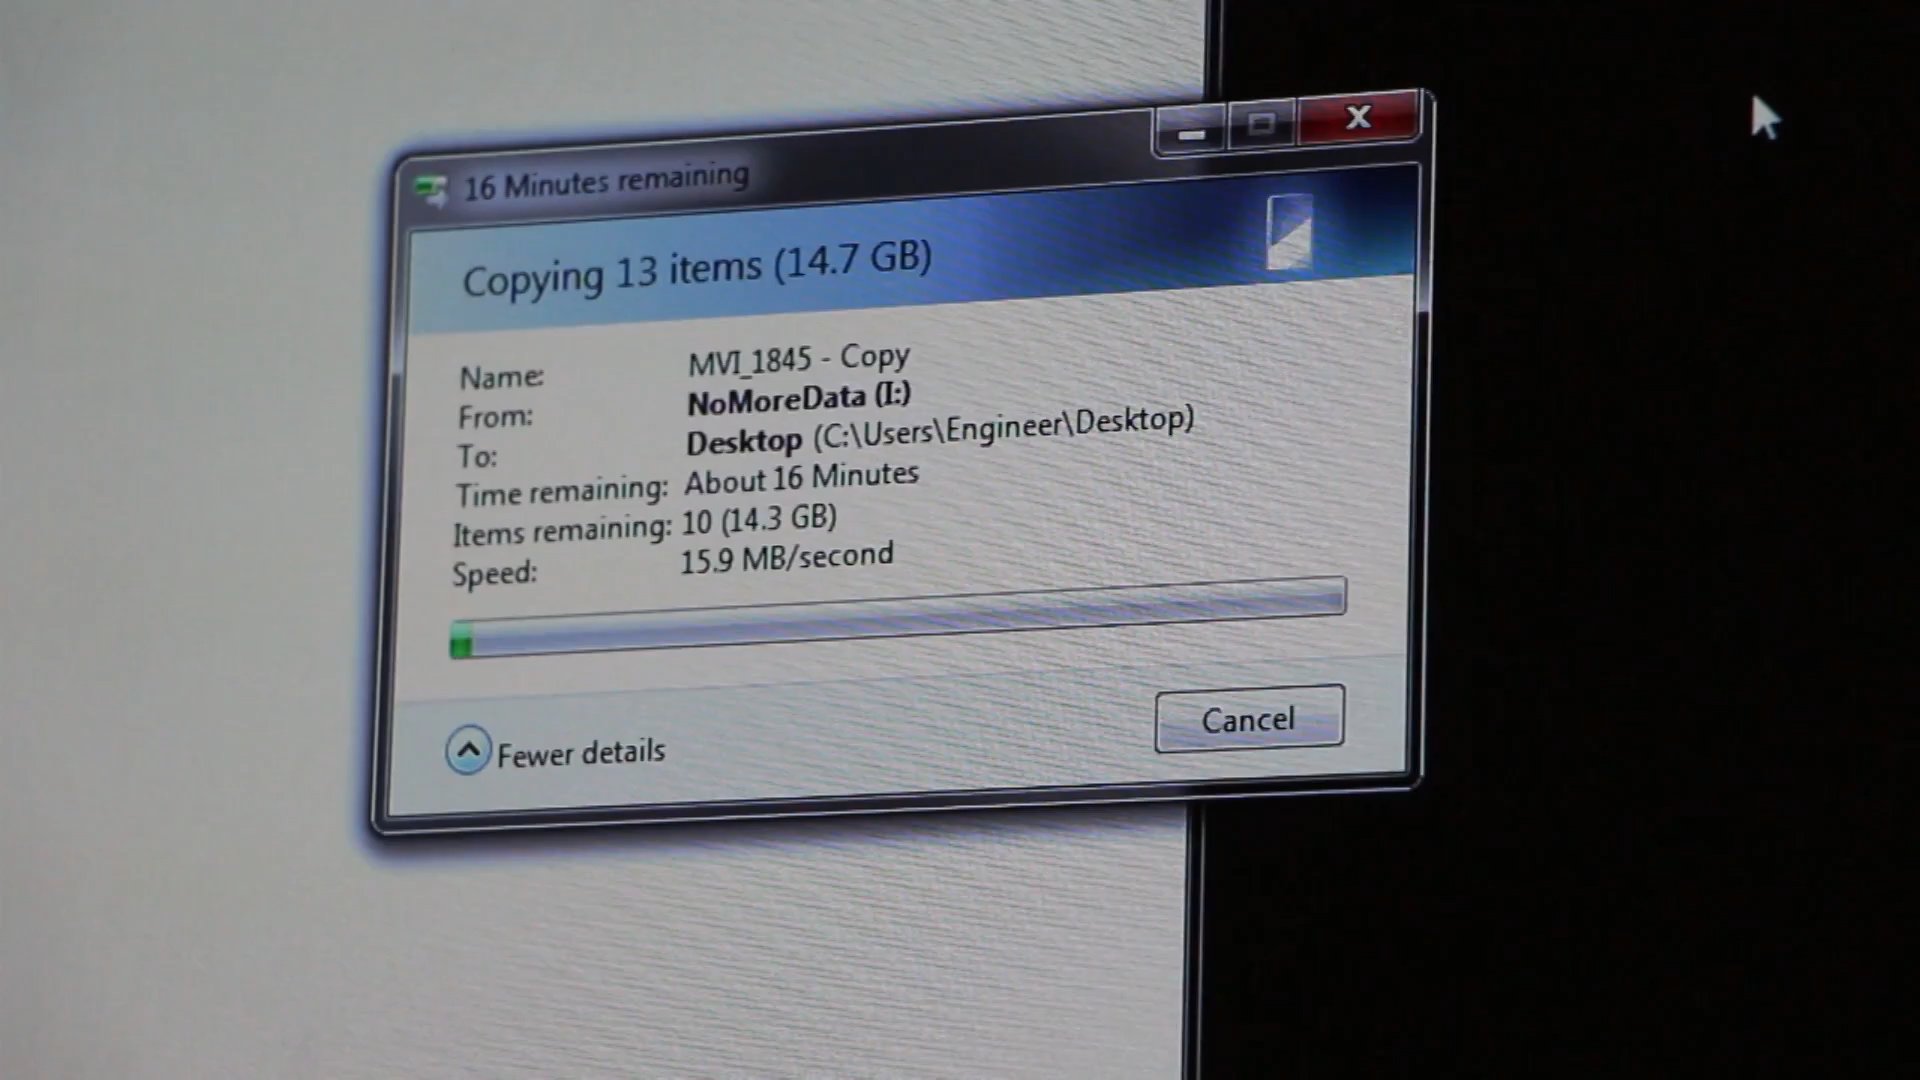 16 Minutes remaining
Copying 13 items (14.7 GB)
Name: MVI_1845 - Copy
From: NoMoreData (I:)
To: Desktop (C:\Users\Engineer\Desktop)
Time remaining: About 16 Minutes
Items remaining: 10 (14.3 GB)
Speed: 15.9 MB/second
Fewer details
Cancel